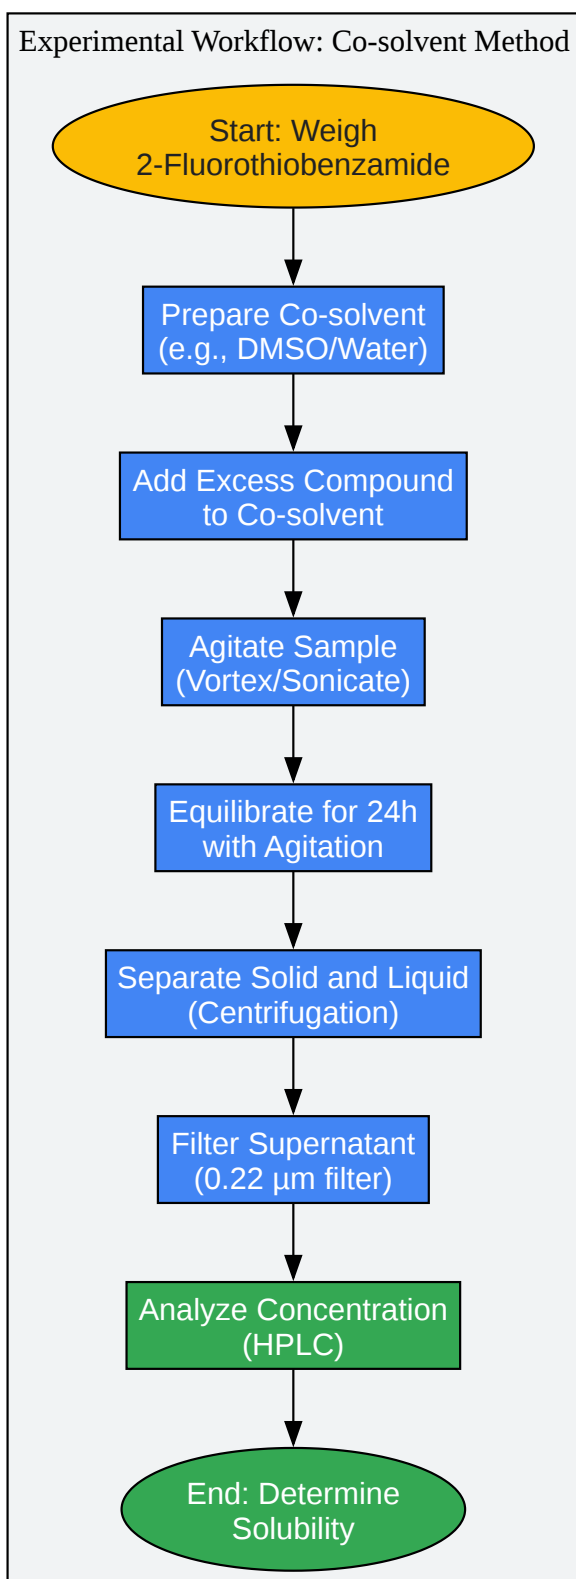 Experimental Workflow: Co-solvent Method
Start: Weigh
2-Fluorothiobenzamide
Prepare Co-solvent
(e.g., DMSO/Water)
Add Excess Compound
to Co-solvent
Agitate Sample
(Vortex/Sonicate)
Equilibrate for 24h
with Agitation
Separate Solid and Liquid
(Centrifugation)
Filter Supernatant
(0.22 µm filter)
Analyze Concentration
(HPLC)
End: Determine
Solubility